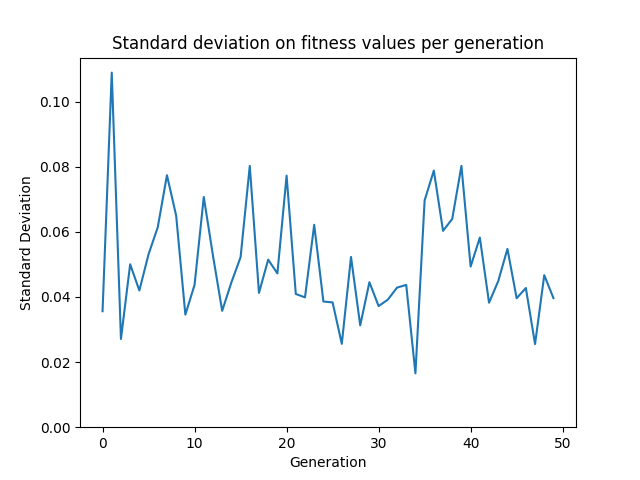 Standard deviation on fitness values per generation
Standard Deviation
0.10
0.08
0.06
0.04
0.02
0.00
0 10 20 30 40 50
Generation